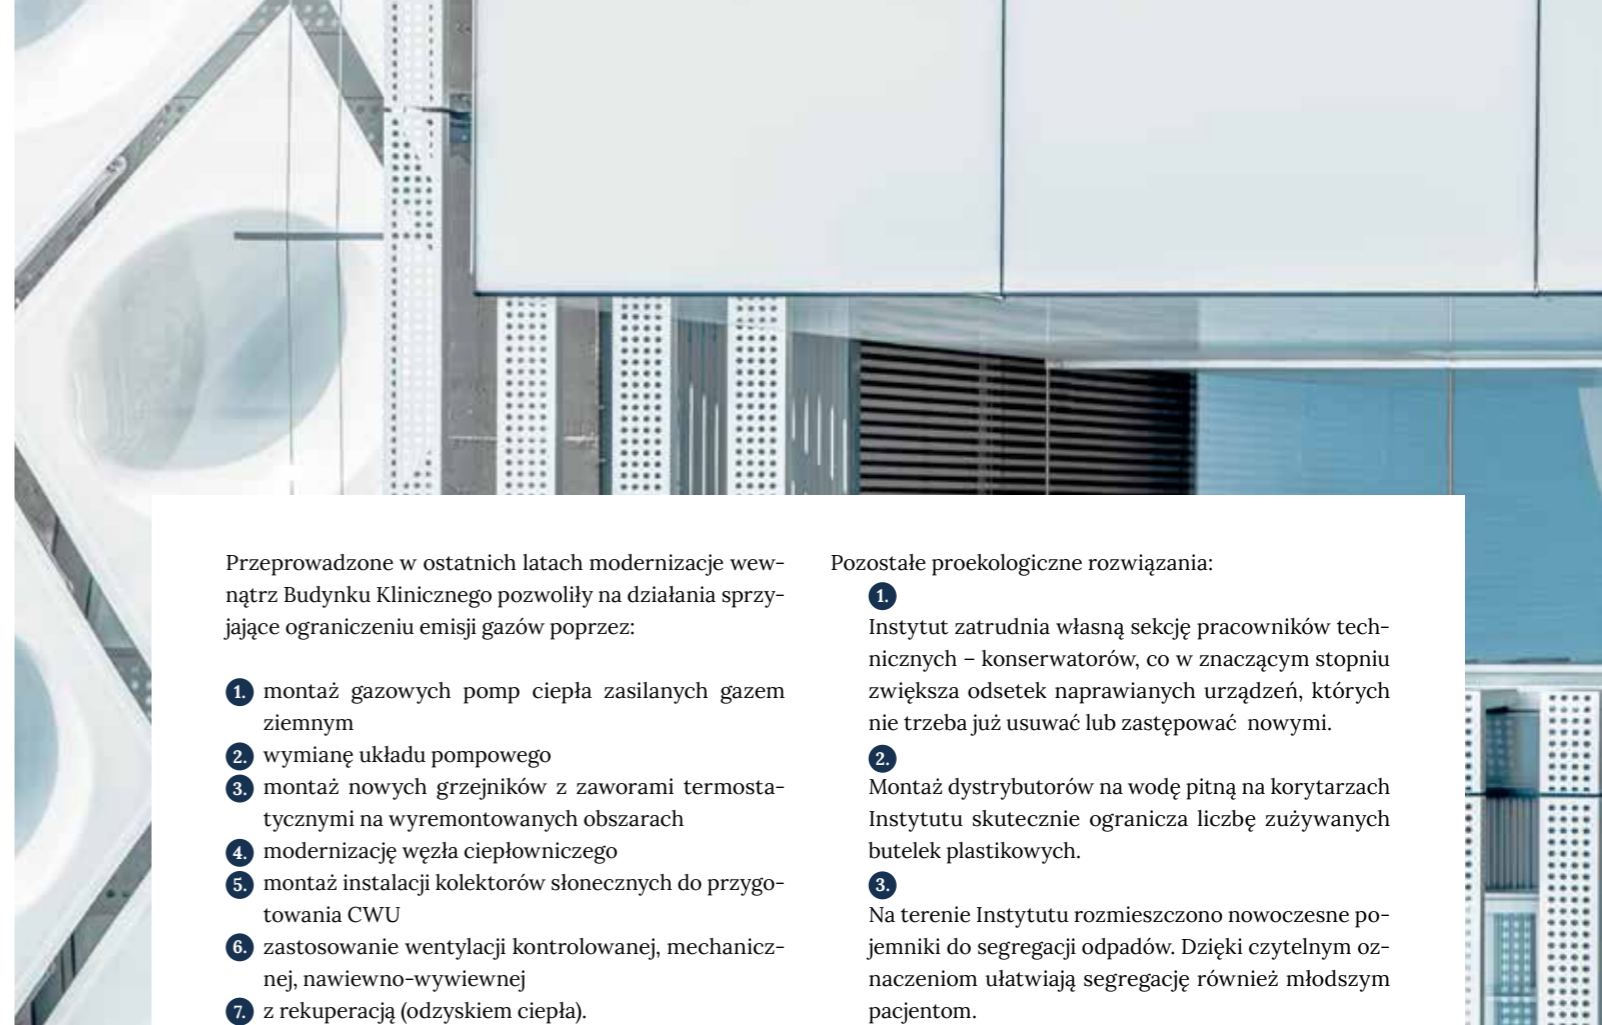 Przeprowadzone w ostatnich latach modernizacje wew-
nątrz Budynku Klinicznego pozwoliły na działania sprzy-
jające ograniczeniu emisji gazów poprzez:
1. montaż gazowych pomp ciepła zasilanych gazem
ziemnym
2. wymianę układu pompowego
3. montaż nowych grzejników z zaworami termosta-
tycznymi na wyremontowanych obszarach
4. modernizację węzła ciepłowniczego
5. montaż instalacji kolektorów słonecznych do przygo-
towania CWU
6. zastosowanie wentylacji kontrolowanej, mechanicz-
nej, nawiewno-wywiewnej
7. z rekuperacją (odzyskiem ciepła).
Pozostałe proekologiczne rozwiązania:
1.
Instytut zatrudnia własną sekcję pracowników tech-
nicznych – konserwatorów, co w znaczącym stopniu
zwiększa odsetek naprawianych urządzeń, których
nie trzeba już usuwać lub zastępować nowymi.
2.
Montaż dystrybutorów na wodę pitną na korytarzach
Instytutu skutecznie ogranicza liczbę zużywanych
butelek plastikowych.
3.
Na terenie Instytutu rozmieszczono nowoczesne po-
jemniki do segregacji odpadów. Dzięki czytelnym oz-
naczeniom ułatwiają segregację również młodszym
pacjentom.